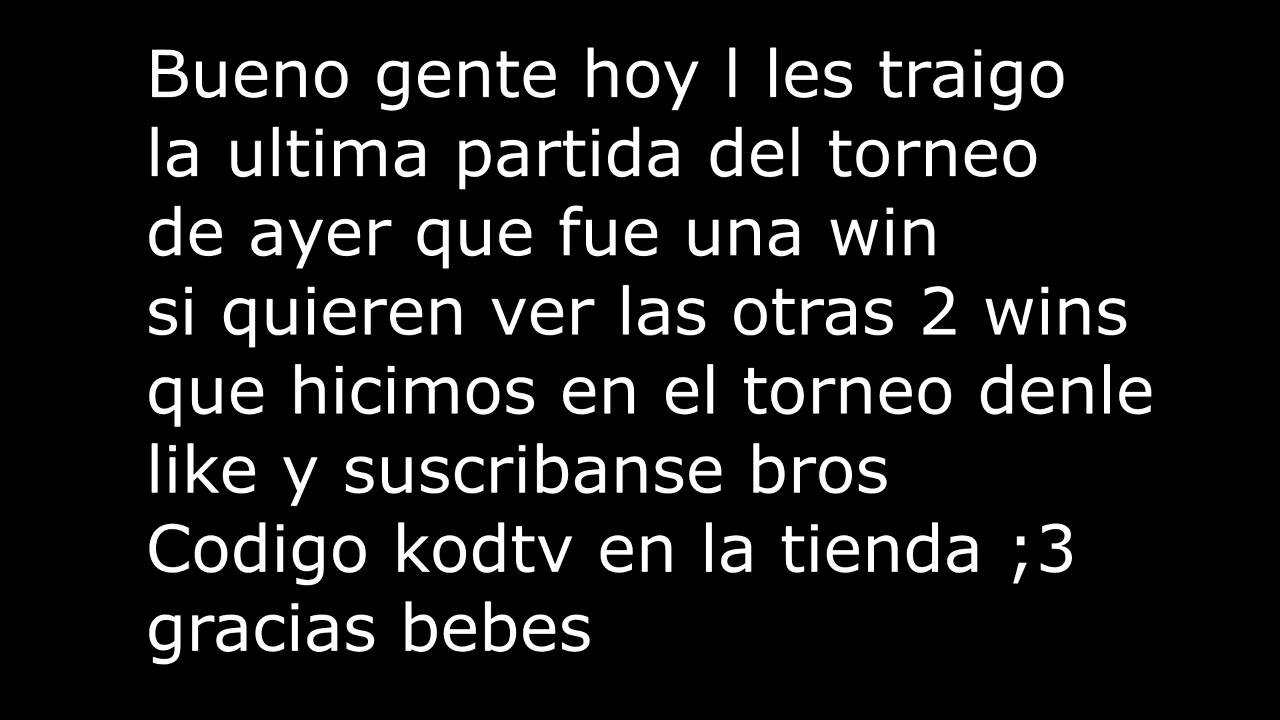 Bueno gente hoy l les traigo
la ultima partida del torneo
de ayer que fue una win
si quieren ver las otras 2 wins
que hicimos en el torneo denle
like y suscribanse bros
Codigo kodtv en la tienda ;3
gracias bebes